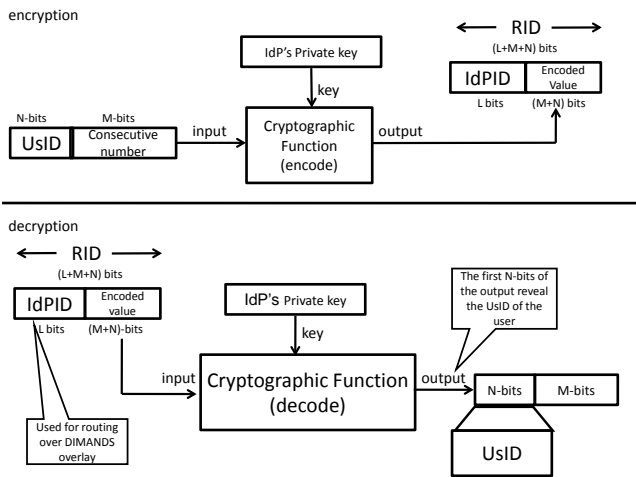 encryption
RID
(L+M+N) bits
IdP's Private key
IdPID
Encoded
Value
key
L bits
(M+N) bits
N-bits
M-bits
UsID
Consecutive
number
input
Cryptographic
Function
(encode)
output
decryption
RID
(L+M+N) bits
The first N-bits of
the output reveal
the UsID of the
user
IdPID
Encoded
value
IdP's Private key
L bits
(M+N)-bits
key
input
Cryptographic Function
(decode)
output
N-bits
M-bits
Used for routing
over DIMANDS
overlay
UsID